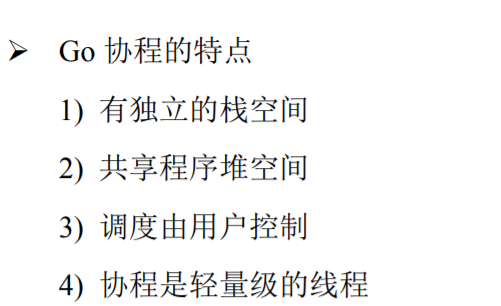 ➢ Go 协程的特点
1) 有独立的栈空间
2) 共享程序堆空间
3) 调度由用户控制
4) 协程是轻量级的线程